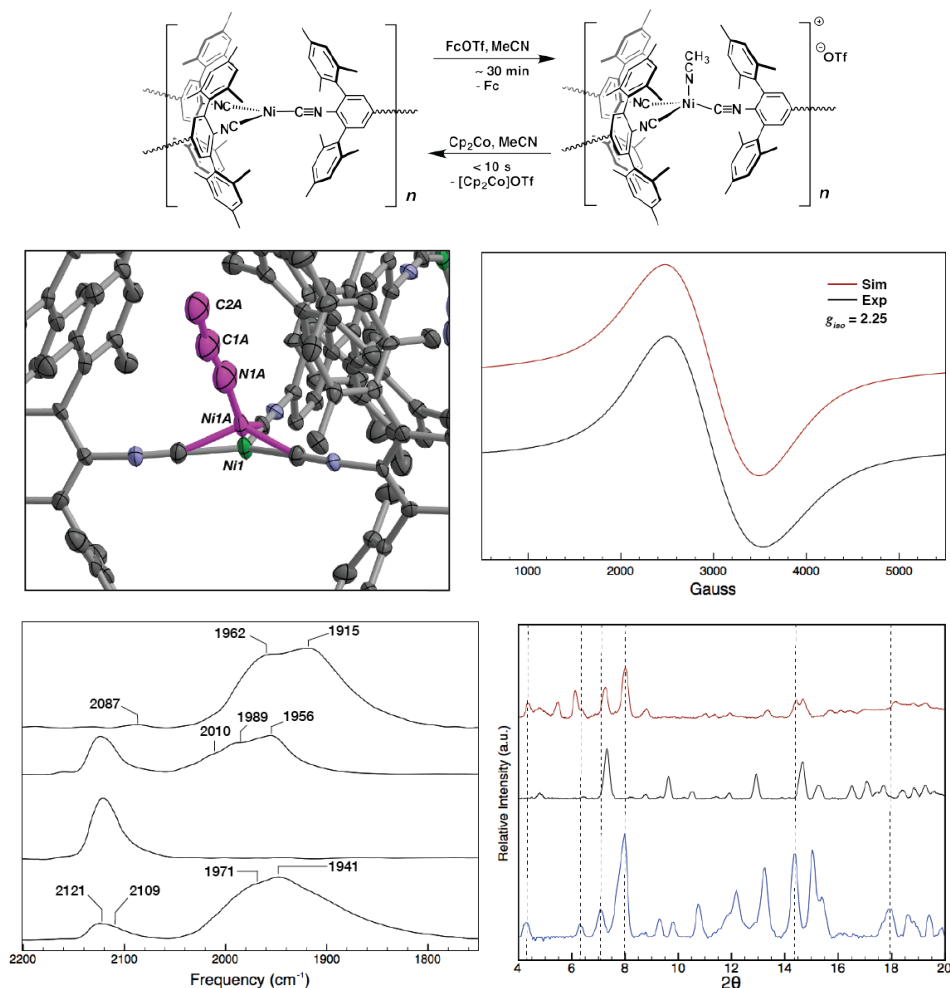 FcOTf, MeCN
~ 30 min
- Fc
Cp₂Co, MeCN
< 10 s
- [Cp₂Co]OTf
NC
NC
Ni
C≡N
n
CH₃
C
N
NC
NC
Ni
C≡N
n
⊕
⊖
OTf
C2A
C1A
N1A
Ni1A
Ni1
Sim
Exp
g_iso = 2.25
1000 2000 3000 4000 5000
Gauss
1962 1915
2087
2010 1989 1956
1971 1941
2121 2109
2200 2100 2000 1900 1800
Frequency (cm⁻¹)
Relative Intensity (a.u.)
4 6 8 10 12 14 16 18 20
2θ